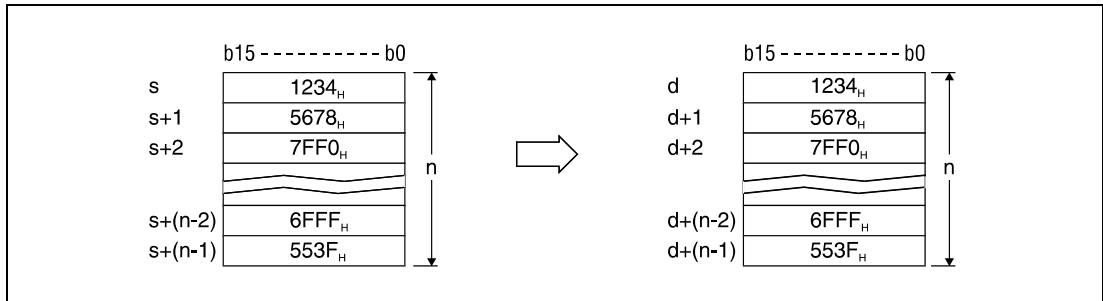 b15 ------------ b0
s 1234H
s+1 5678H
s+2 7FF0H
n
s+(n-2) 6FFFH
s+(n-1) 553FH
b15 ------------ b0
d 1234H
d+1 5678H
d+2 7FF0H
n
d+(n-2) 6FFFH
d+(n-1) 553FH